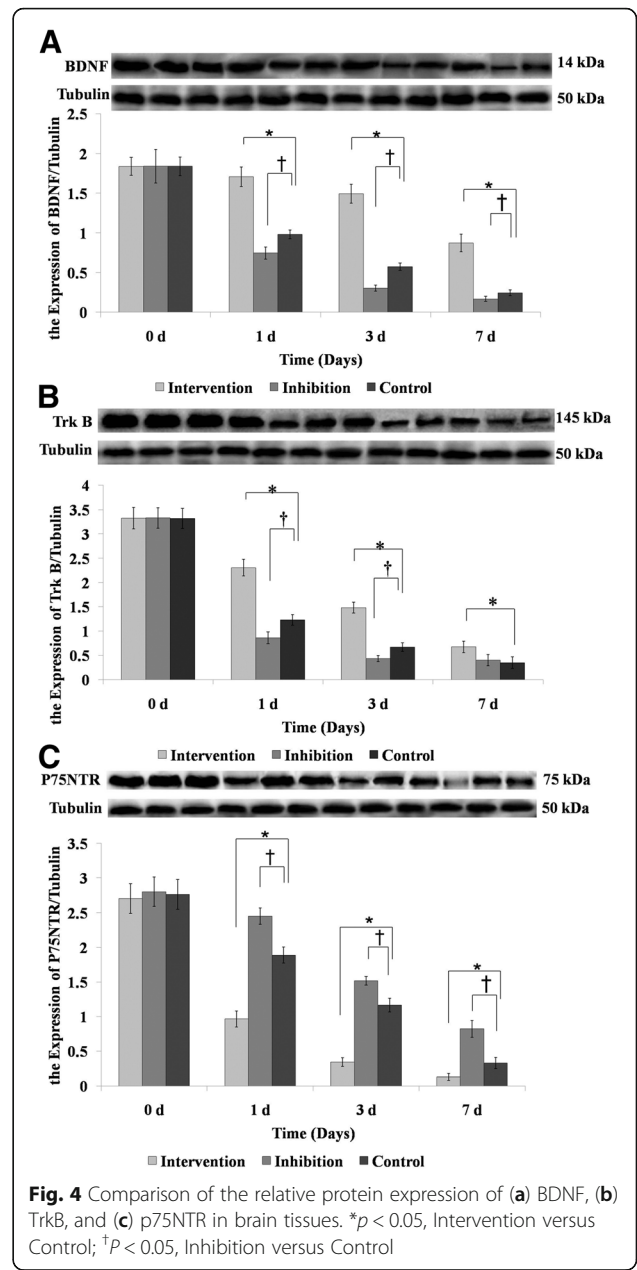 A
BDNF 14 kDa
Tubulin 50 kDa
the Expression of BDNF/Tubulin
2.5
2
1.5
1
0.5
0
* * *
† † †
0 d 1 d 3 d 7 d
Time (Days)
Intervention Inhibition Control
B
Trk B 145 kDa
Tubulin 50 kDa
the Expression of Trk B/Tubulin
4
3.5
3
2.5
2
1.5
1
0.5
0
* * *
† †
0 d 1 d 3 d 7 d
Time (Days)
Intervention Inhibition Control
C
P75NTR 75 kDa
Tubulin 50 kDa
the Expression of P75NTR/Tubulin
3.5
3
2.5
2
1.5
1
0.5
0
* * *
† † †
0 d 1 d 3 d 7 d
Time (Days)
Intervention Inhibition Control
Fig. 4 Comparison of the relative protein expression of (a) BDNF, (b)
TrkB, and (c) p75NTR in brain tissues. *p < 0.05, Intervention versus
Control; †P < 0.05, Inhibition versus Control